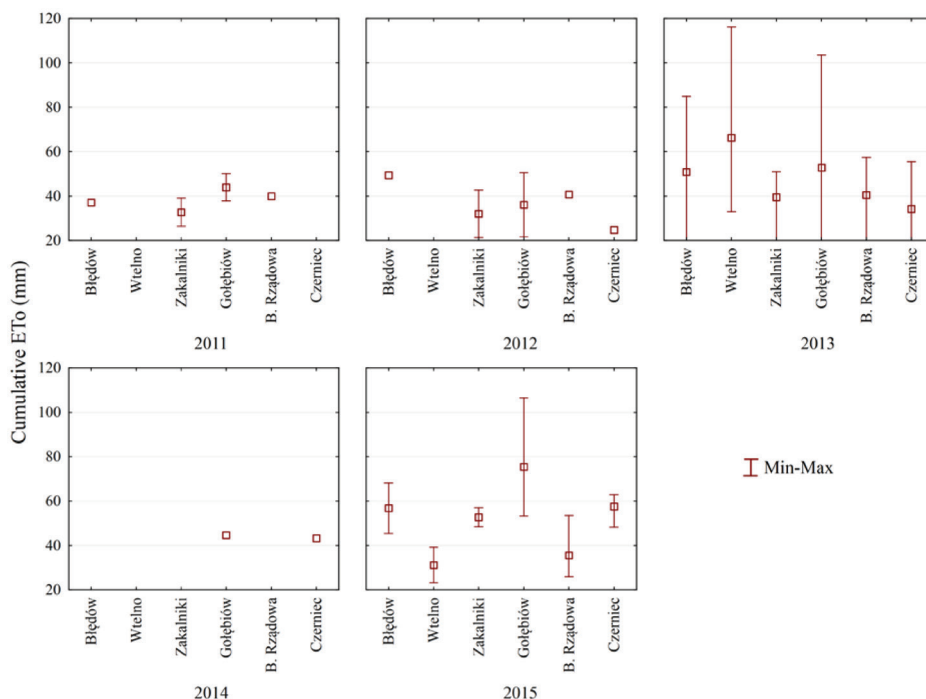 Cumulative ETo (mm)
120
100
80
60
40
20
Błędów
Wtelno
Zakalniki
Gołębiów
B. Rządowa
Czerniec
2011
Błędów
Wtelno
Zakalniki
Gołębiów
B. Rządowa
Czerniec
2012
Błędów
Wtelno
Zakalniki
Gołębiów
B. Rządowa
Czerniec
2013
120
100
80
60
40
20
Błędów
Wtelno
Zakalniki
Gołębiów
B. Rządowa
Czerniec
2014
Błędów
Wtelno
Zakalniki
Gołębiów
B. Rządowa
Czerniec
2015
Min-Max